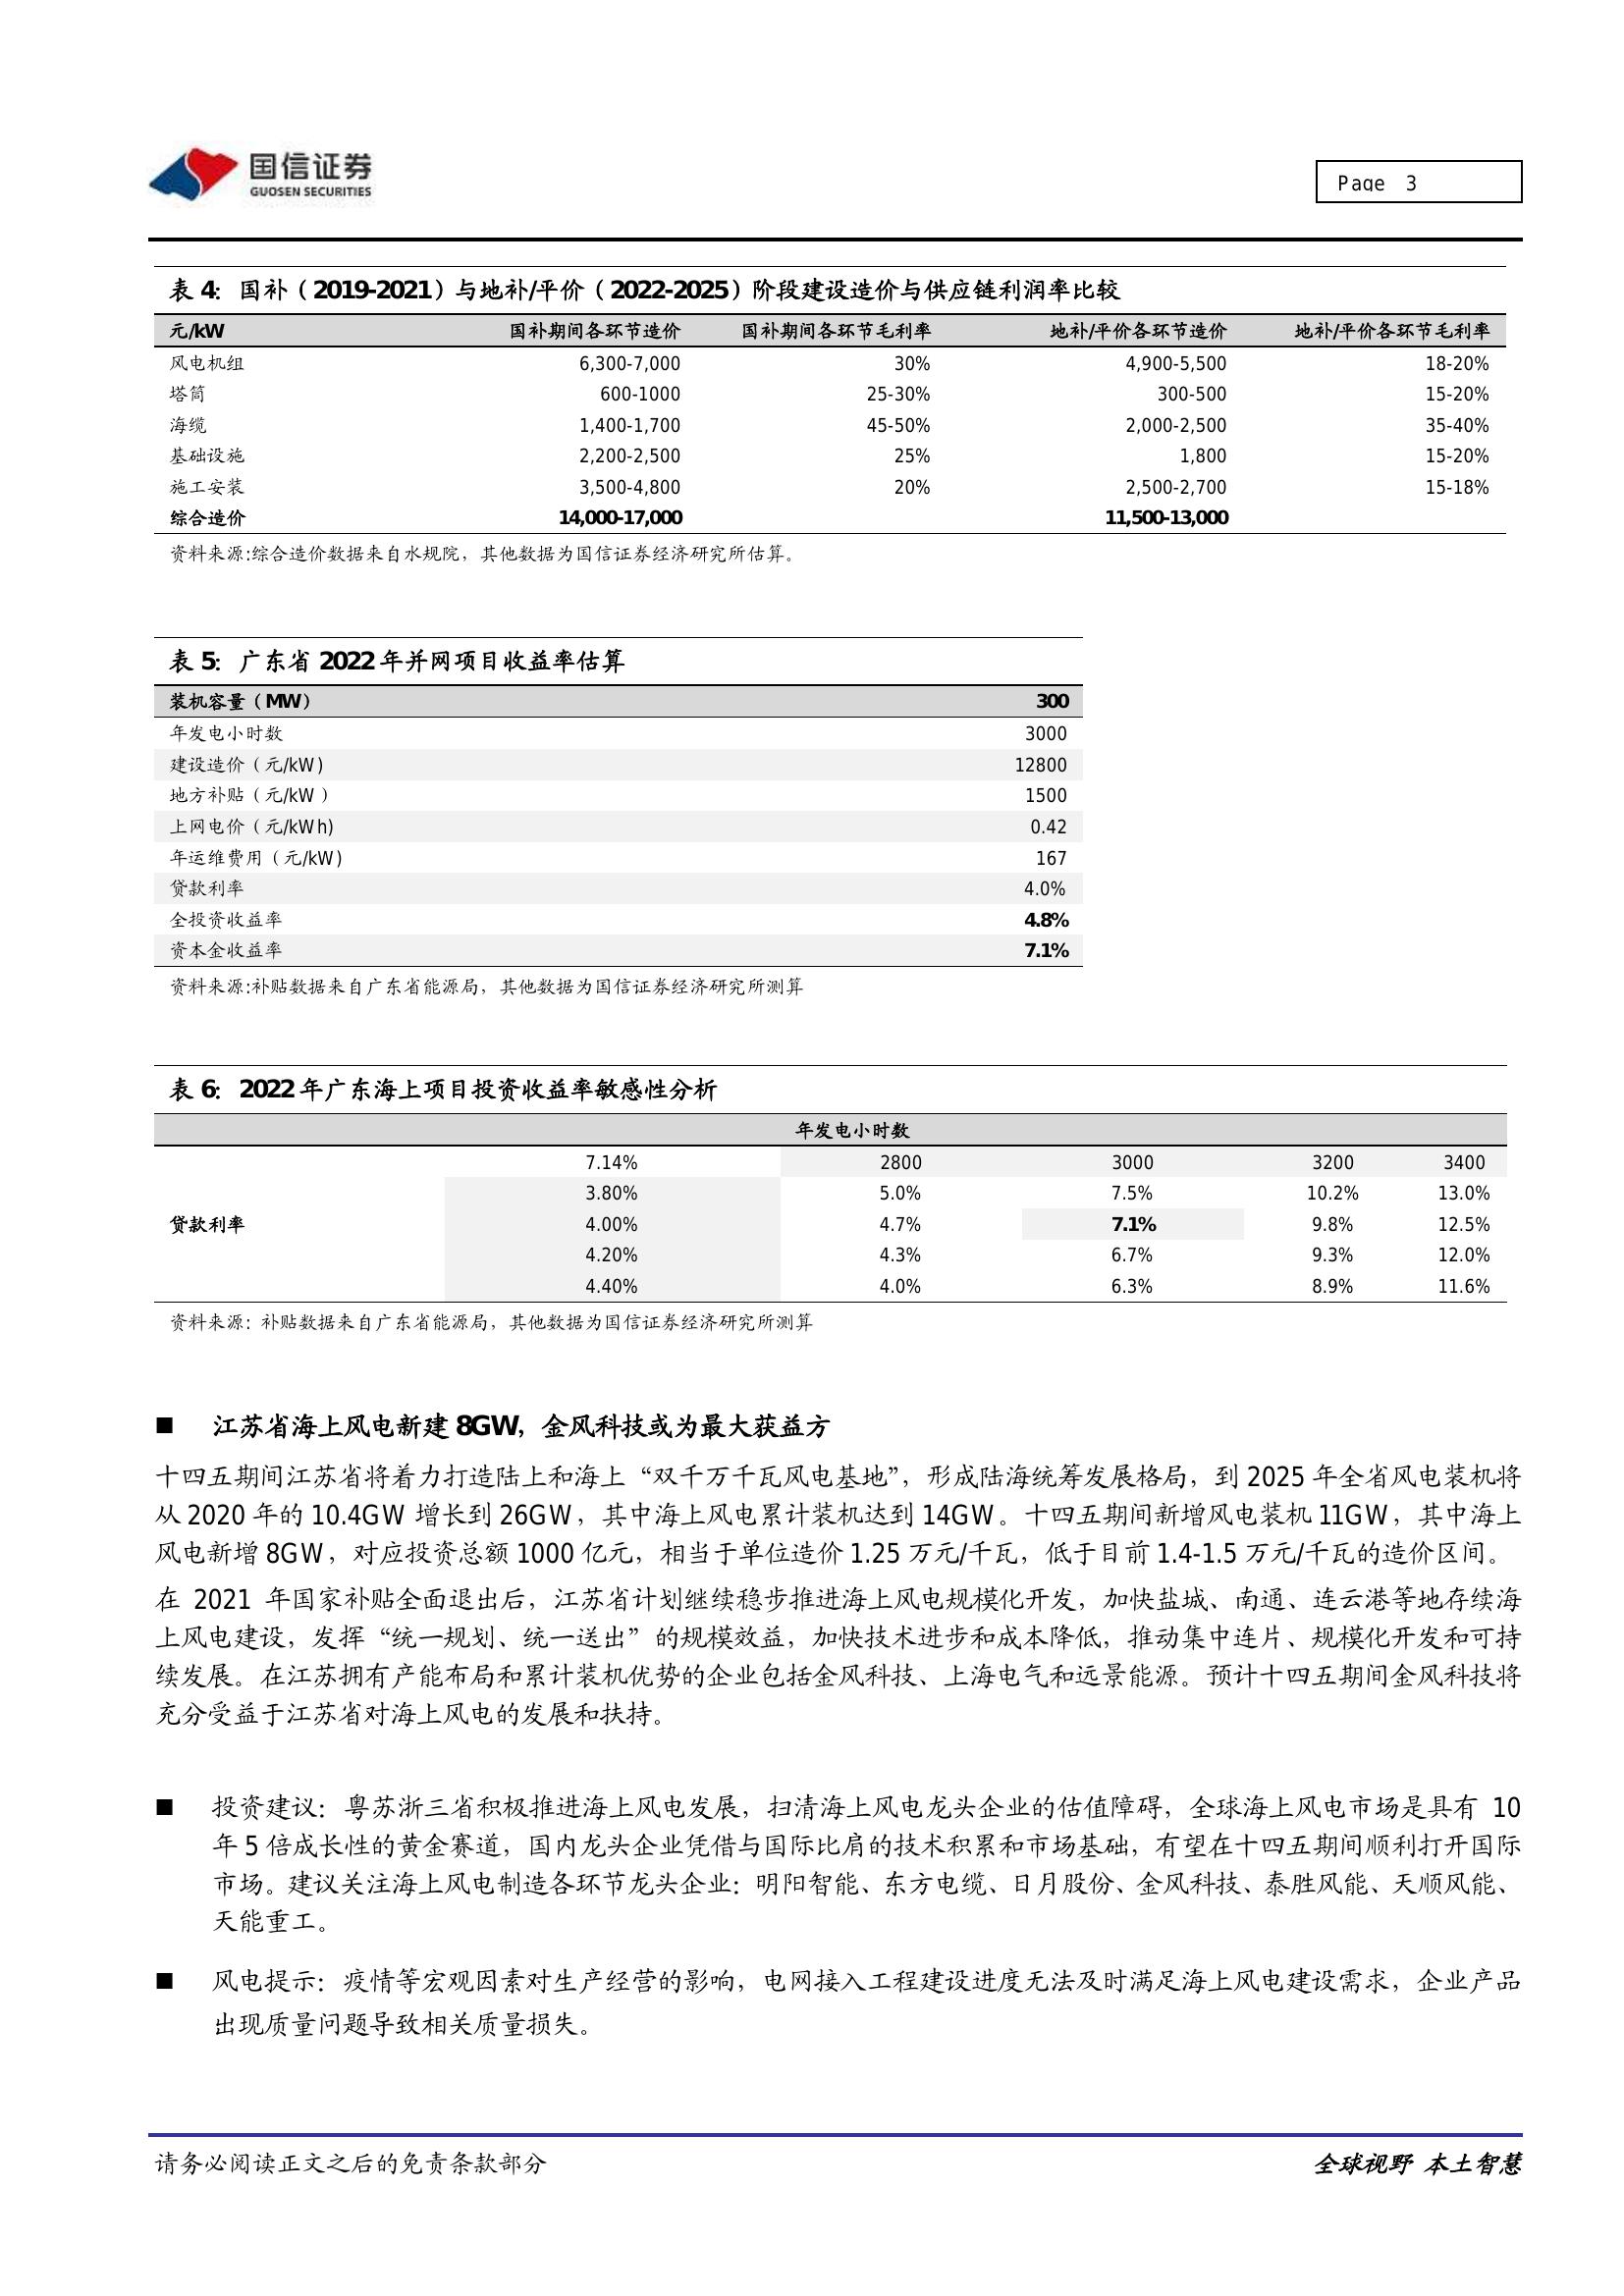 国信证券
GUOSEN SECURITIES
Page 3
表 4：国补（2019-2021）与地补/平价（2022-2025）阶段建设造价与供应链利润率比较
元/kW 国补期间各环节造价 国补期间各环节毛利率 地补/平价各环节造价 地补/平价各环节毛利率
风电机组 6,300-7,000 30% 4,900-5,500 18-20%
塔筒 600-1000 25-30% 300-500 15-20%
海缆 1,400-1,700 45-50% 2,000-2,500 35-40%
基础设施 2,200-2,500 25% 1,800 15-20%
施工安装 3,500-4,800 20% 2,500-2,700 15-18%
综合造价 14,000-17,000 11,500-13,000
资料来源:综合造价数据来自水规院，其他数据为国信证券经济研究所估算。
表 5：广东省 2022 年并网项目收益率估算
装机容量（MW） 300
年发电小时数 3000
建设造价（元/kW） 12800
地方补贴（元/kW ） 1500
上网电价（元/kWh) 0.42
年运维费用（元/kW） 167
贷款利率 4.0%
全投资收益率 4.8%
资本金收益率 7.1%
资料来源:补贴数据来自广东省能源局，其他数据为国信证券经济研究所测算
表 6：2022 年广东海上项目投资收益率敏感性分析
年发电小时数
7.14% 2800 3000 3200 3400
3.80% 5.0% 7.5% 10.2% 13.0%
贷款利率 4.00% 4.7% 7.1% 9.8% 12.5%
4.20% 4.3% 6.7% 9.3% 12.0%
4.40% 4.0% 6.3% 8.9% 11.6%
资料来源：补贴数据来自广东省能源局，其他数据为国信证券经济研究所测算
■ 江苏省海上风电新建 8GW，金风科技或为最大获益方
十四五期间江苏省将着力打造陆上和海上“双千万千瓦风电基地”，形成陆海统筹发展格局，到 2025 年全省风电装机将
从 2020 年的 10.4GW 增长到 26GW，其中海上风电累计装机达到 14GW。十四五期间新增风电装机 11GW，其中海上
风电新增 8GW，对应投资总额 1000 亿元，相当于单位造价 1.25 万元/千瓦，低于目前 1.4-1.5 万元/千瓦的造价区间。
在 2021 年国家补贴全面退出后，江苏省计划继续稳步推进海上风电规模化开发，加快盐城、南通、连云港等地存续海
上风电建设，发挥“统一规划、统一送出”的规模效益，加快技术进步和成本降低，推动集中连片、规模化开发和可持
续发展。在江苏拥有产能布局和累计装机优势的企业包括金风科技、上海电气和远景能源。预计十四五期间金风科技将
充分受益于江苏省对海上风电的发展和扶持。
■ 投资建议：粤苏浙三省积极推进海上风电发展，扫清海上风电龙头企业的估值障碍，全球海上风电市场是具有 10
年 5 倍成长性的黄金赛道，国内龙头企业凭借与国际比肩的技术积累和市场基础，有望在十四五期间顺利打开国际
市场。建议关注海上风电制造各环节龙头企业：明阳智能、东方电缆、日月股份、金风科技、泰胜风能、天顺风能、
天能重工。
■ 风电提示：疫情等宏观因素对生产经营的影响，电网接入工程建设进度无法及时满足海上风电建设需求，企业产品
出现质量问题导致相关质量损失。
请务必阅读正文之后的免责条款部分 全球视野 本土智慧